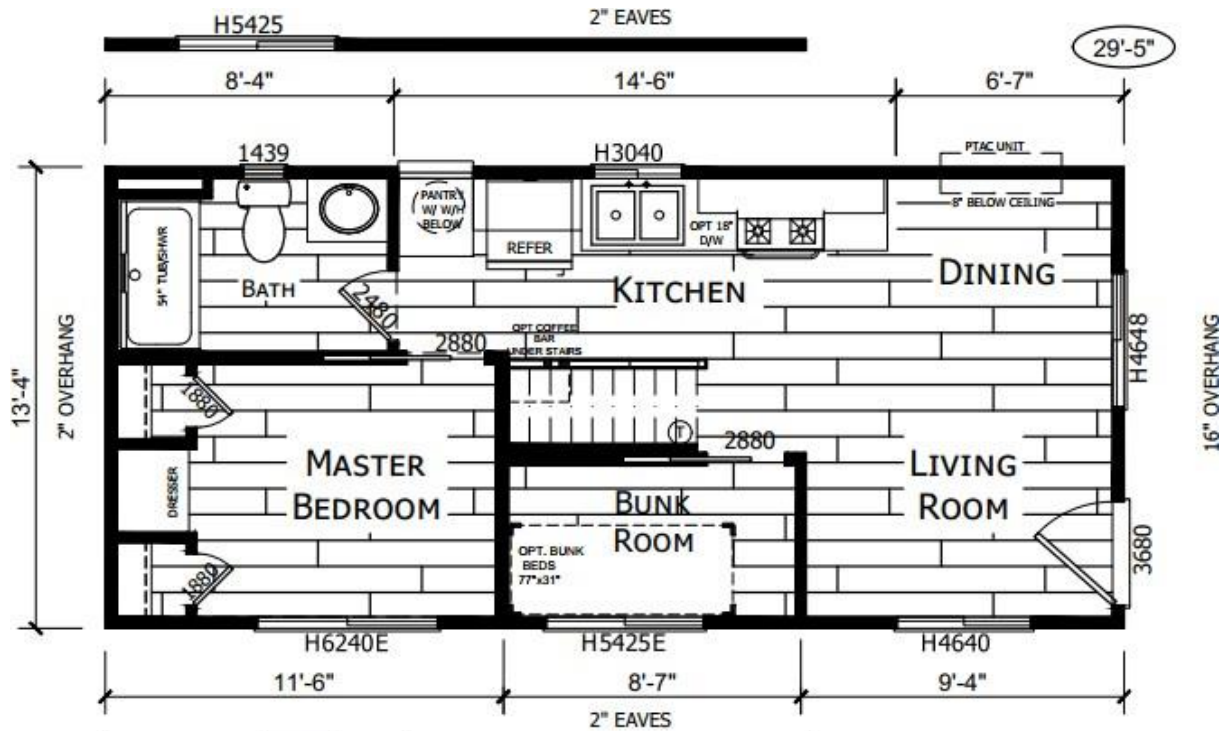 H5425
2" EAVES
29'-5"
8'-4"
14'-6"
6'-7"
1439
H3040
PTAC UNIT
8" BELOW CEILING
PANTRY
W/ W/H
BELOW
REFER
OPT 18"
D/W
54" TUB/SHWR
BATH
2480
KITCHEN
DINING
OPT COFFEE
BAR
UNDER STAIRS
2880
H4648
16" OVERHANG
13'-4"
2" OVERHANG
1880
T
2880
MASTER
BEDROOM
DRESSER
BUNK
ROOM
LIVING
ROOM
OPT. BUNK
BEDS
77"x31"
1880
3680
H6240E
H5425E
H4640
11'-6"
8'-7"
9'-4"
2" EAVES